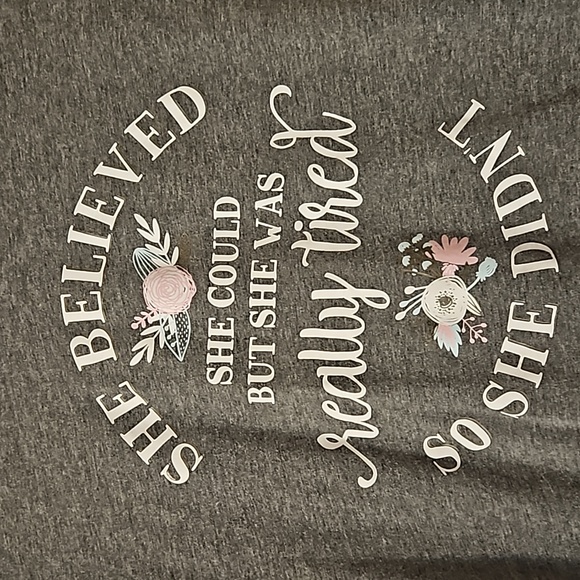 SHE BELIEVED
SHE COULD
BUT SHE WAS
really tired
SO SHE DIDN'T